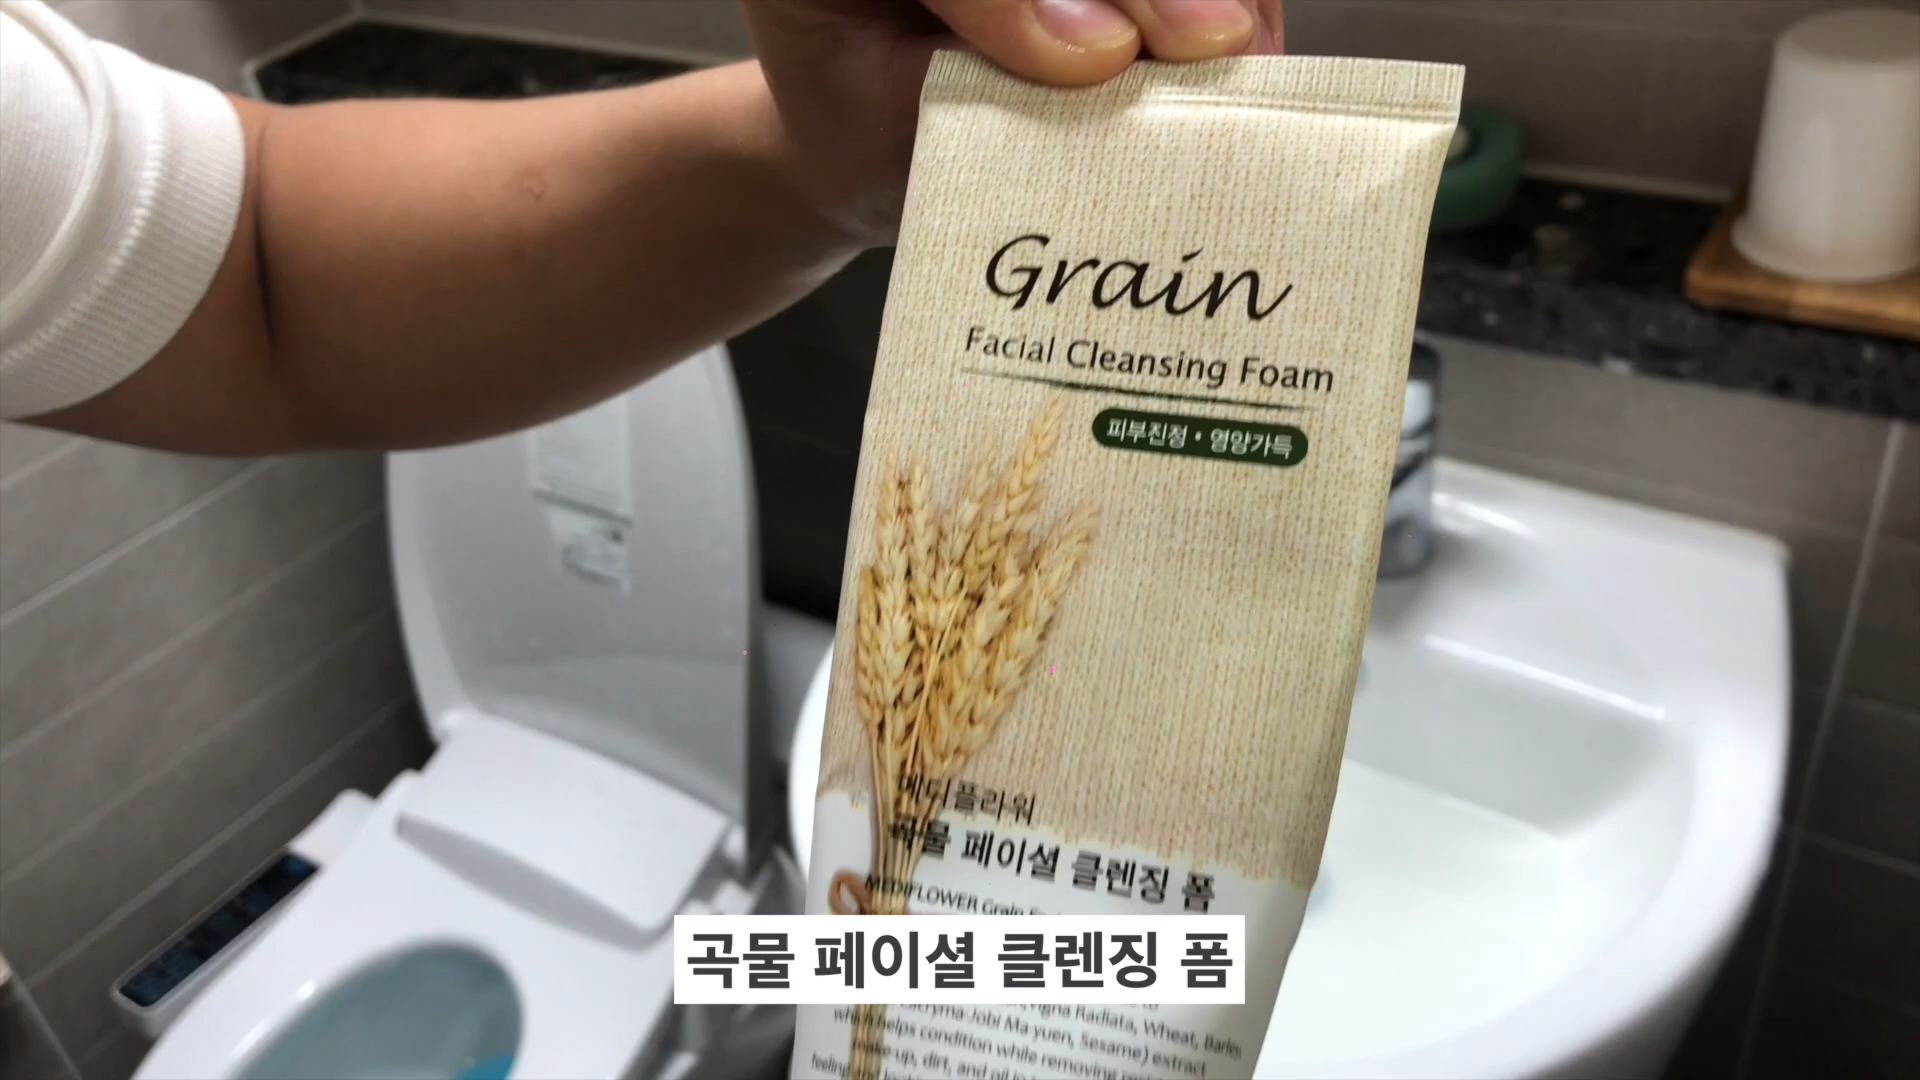 Grain
Facial Cleansing Foam
피부진정 • 영양가득
메디플라워
곡물 페이셜 클렌징 폼
MEDIFLOWER Grain
곡물 페이셜 클렌징 폼
Lacryma-Jobi Ma-yuen, Sesame) extract
Vigna Radiata, Wheat, Barley,
which helps condition while removing
make-up, dirt, and oil
feeling